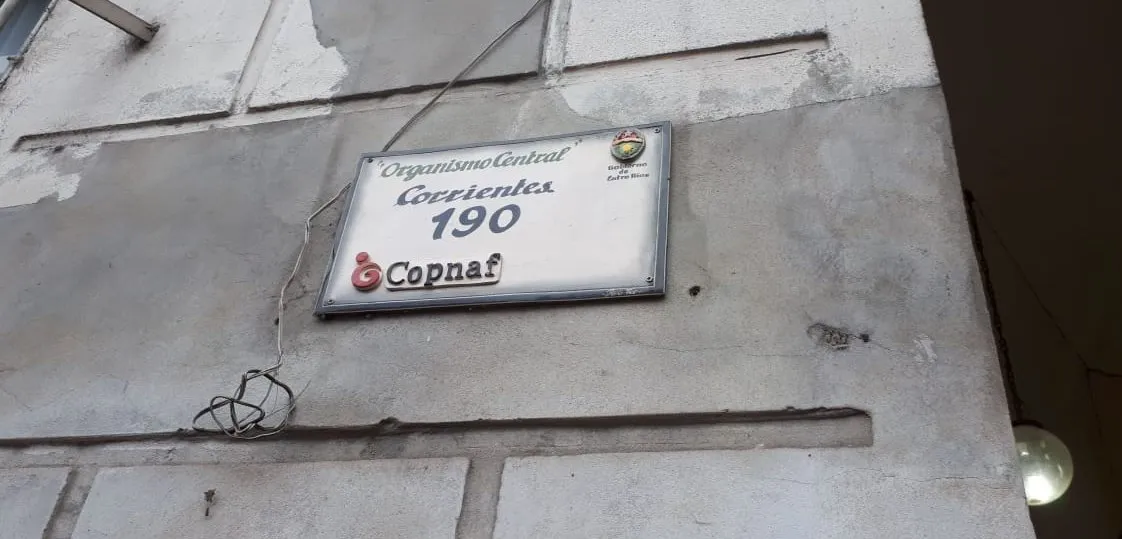 "Organismo Central"
Gobierno
de
Entre Ríos
Corrientes
190
Copnaf